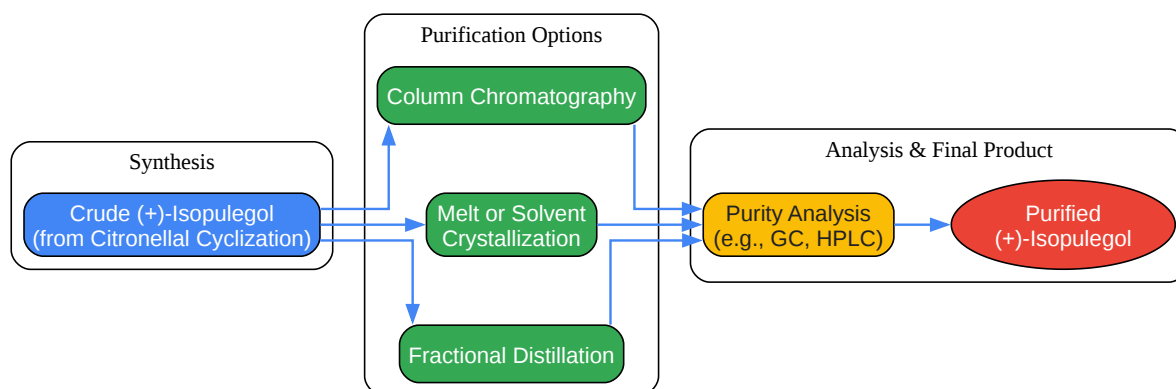 Purification Options
Column Chromatography
Synthesis
Crude (+)-Isopulegol
(from Citronellal Cyclization)
Melt or Solvent
Crystallization
Fractional Distillation
Analysis & Final Product
Purity Analysis
(e.g., GC, HPLC)
Purified
(+)-Isopulegol